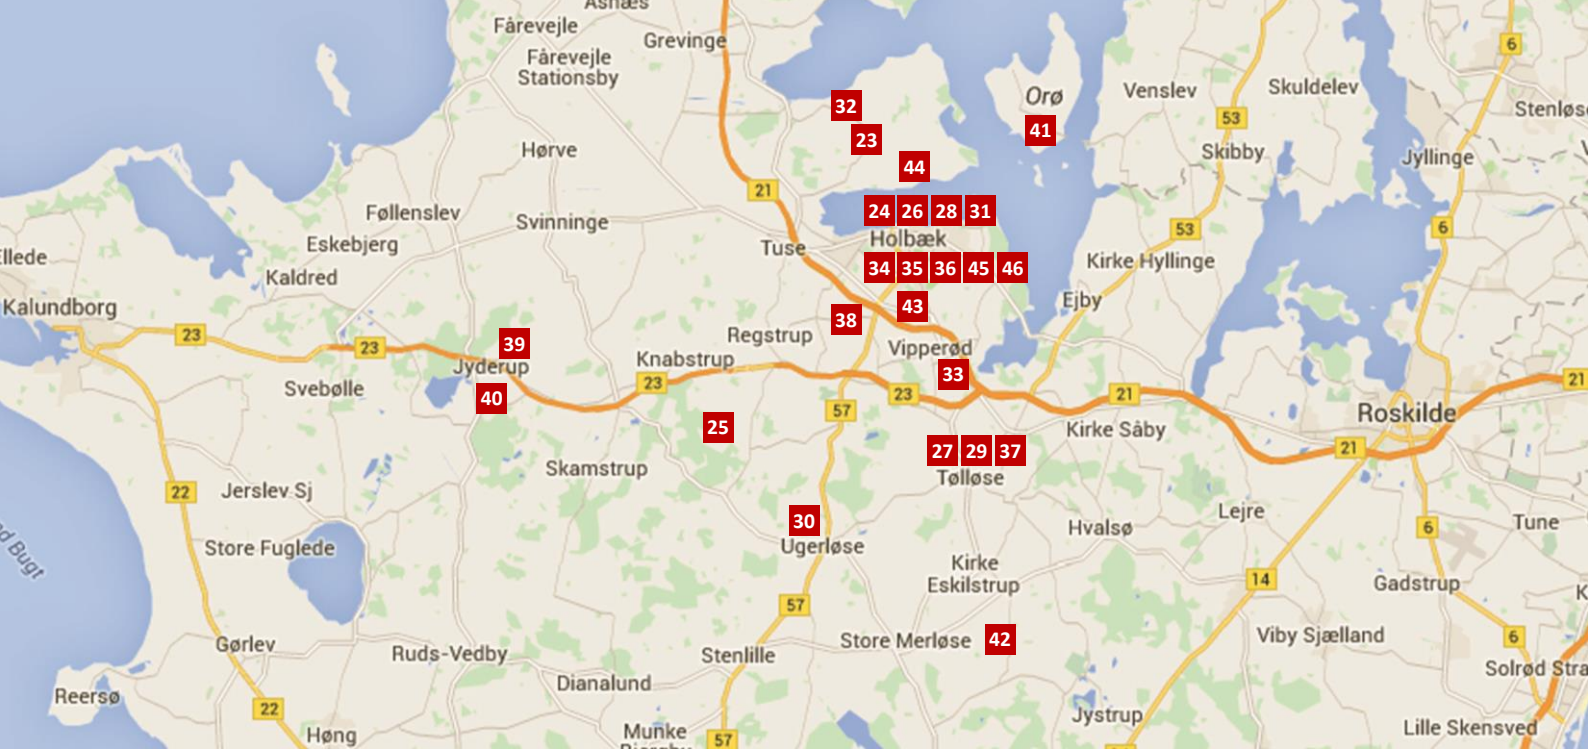 Asnæs
Fårevejle
Grevinge
6
Fårevejle
Stationsby
Venslev
Skuldelev
Orø
32
Stenløse
53
41
23
Hørve
Skibby
Jyllinge
44
21
Føllenslev
24 26 28 31
Svinninge
53
6
Eskebjerg
Tuse
Holbæk
Ellede
Kirke Hyllinge
Kaldred
34 35 36 45 46
Kalundborg
Ejby
43
38
23
Regstrup
39
23
Vipperød
Knabstrup
Jyderup
33
21
23
Svebølle
23
21
40
57
Roskilde
25
Kirke Såby
21
27 29 37
Skamstrup
Tølløse
22
Jerslev Sj
Lejre
30
Tune
Hvalsø
6
Store Fuglede
Ugerløse
Kirke
Eskilstrup
14
Gadstrup
57
Gørlev
Store Merløse
42
Viby Sjælland
6
Ruds-Vedby
Stenlille
Solrød Stra
Dianalund
Reersø
22
Jystrup
Lille Skensved
Høng
Munke
57